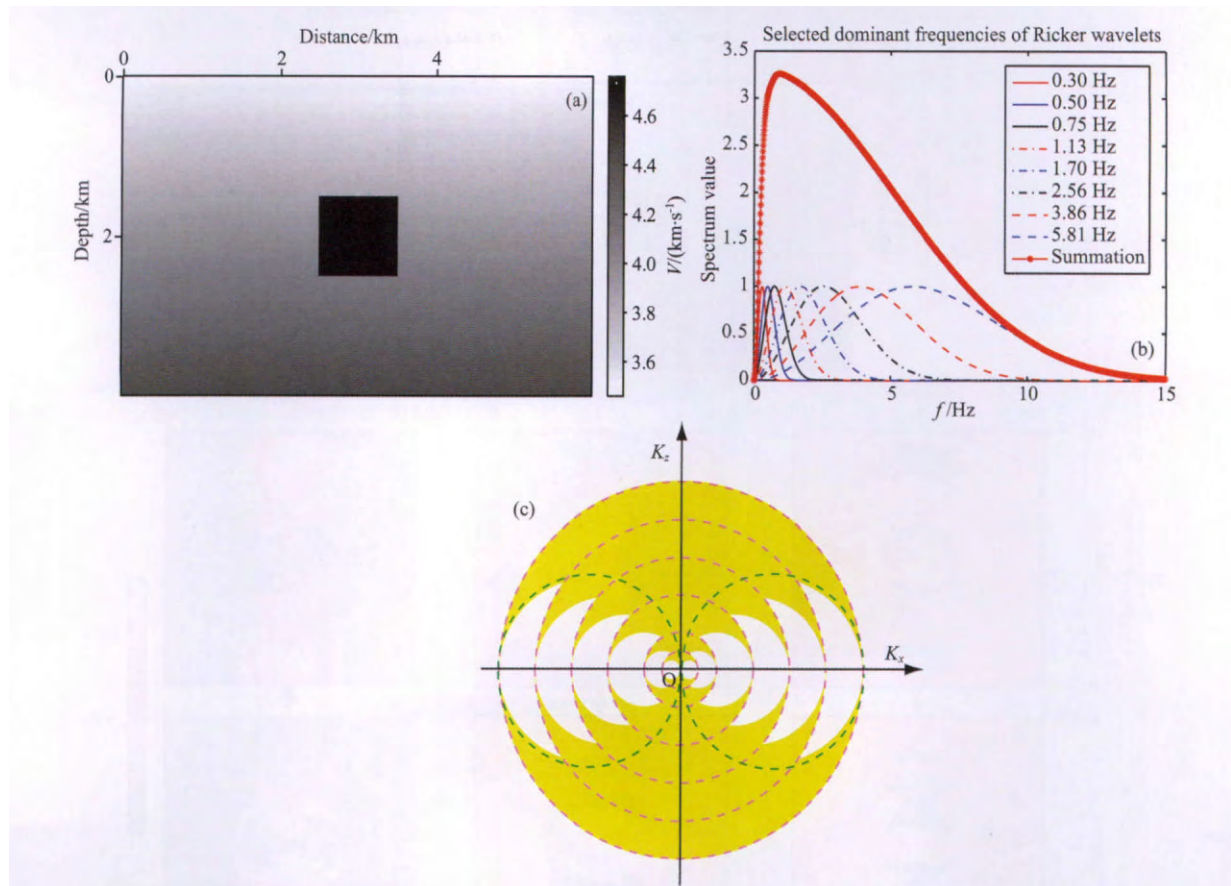 Distance/km
0 2 4
0
2
Depth/km
(a)
4.6
4.4
4.2
4.0
3.8
3.6
V/(km·s⁻¹)
Selected dominant frequencies of Ricker wavelets
3.5
3
2.5
2
1.5
1
0.5
0
Spectrum value
0.30 Hz
0.50 Hz
0.75 Hz
1.13 Hz
1.70 Hz
2.56 Hz
3.86 Hz
5.81 Hz
Summation
(b)
0 5 10 15
f/Hz
Kz
(c)
Kx
O